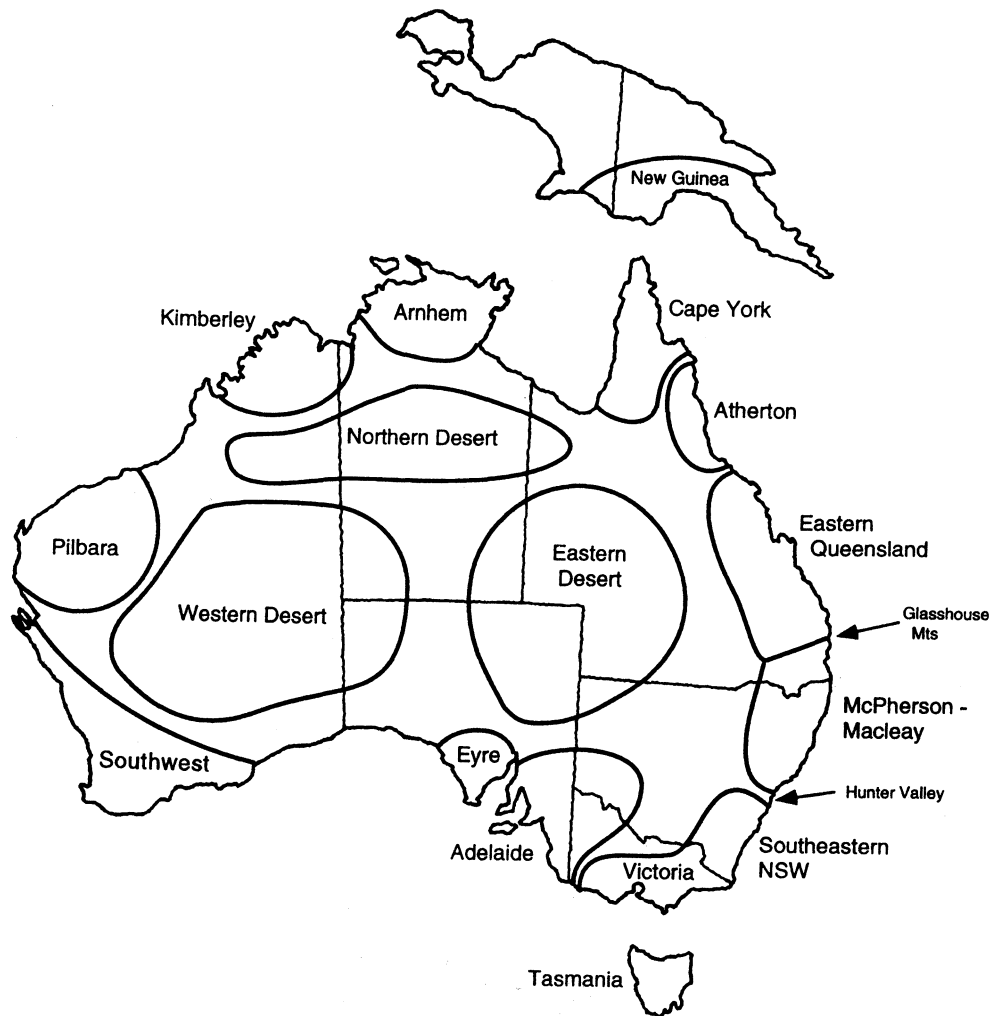 New Guinea
Arnhem
Cape York
Kimberley
Atherton
Northern Desert
Eastern
Queensland
Pilbara
Eastern
Desert
Western Desert
Glasshouse
Mts
McPherson -
Macleay
Eyre
Southwest
Hunter Valley
Adelaide
Southeastern
NSW
Victoria
Tasmania